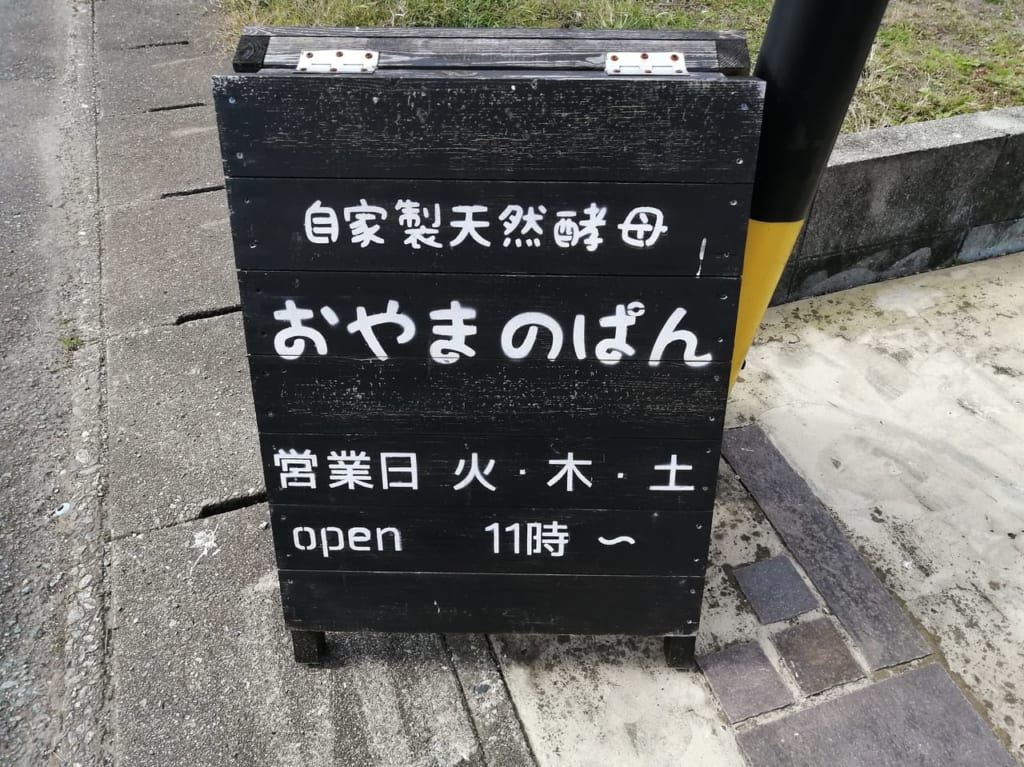 自家製天然酵母
おやまのぱん
営業日 火・木・土
open 11時 〜